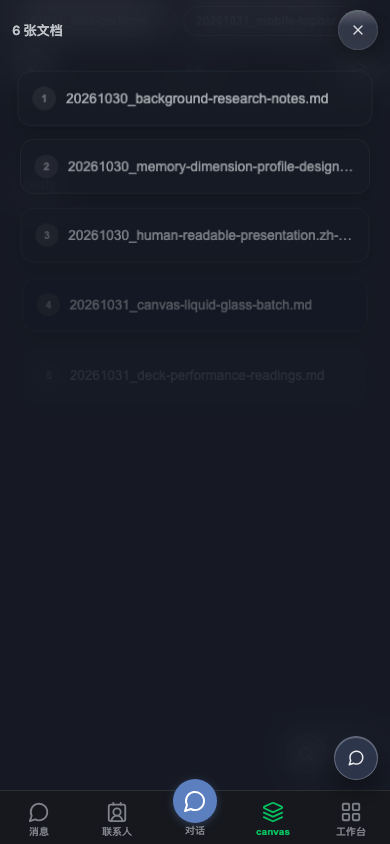 6 张文档
1 20261030_background-research-notes.md
2 20261030_memory-dimension-profile-design...
3 20261030_human-readable-presentation.zh-...
4 20261031_canvas-liquid-glass-batch.md
20261031_deck-performance-readings.md
消息 联系人 对话 canvas 工作台